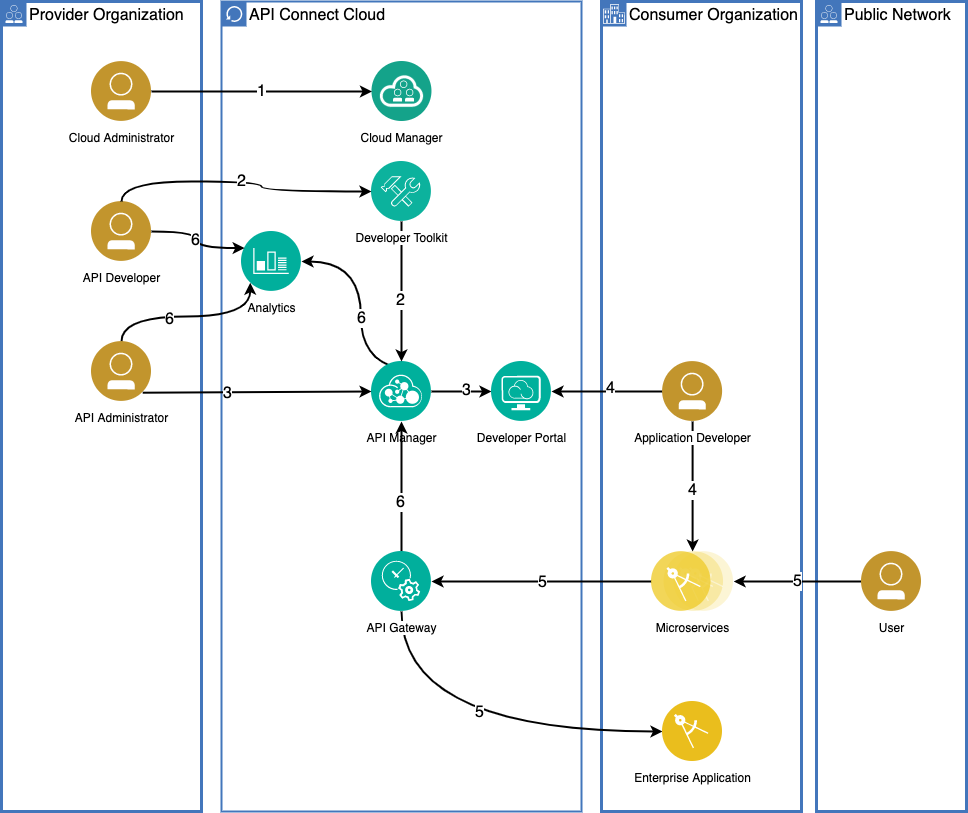 Provider Organization
API Connect Cloud
Consumer Organization
Public Network
1
Cloud Administrator
Cloud Manager
2
6
API Developer
Developer Toolkit
Analytics
2
6
6
3
3
4
API Administrator
API Manager
Developer Portal
Application Developer
6
4
5
5
API Gateway
Microservices
User
5
Enterprise Application